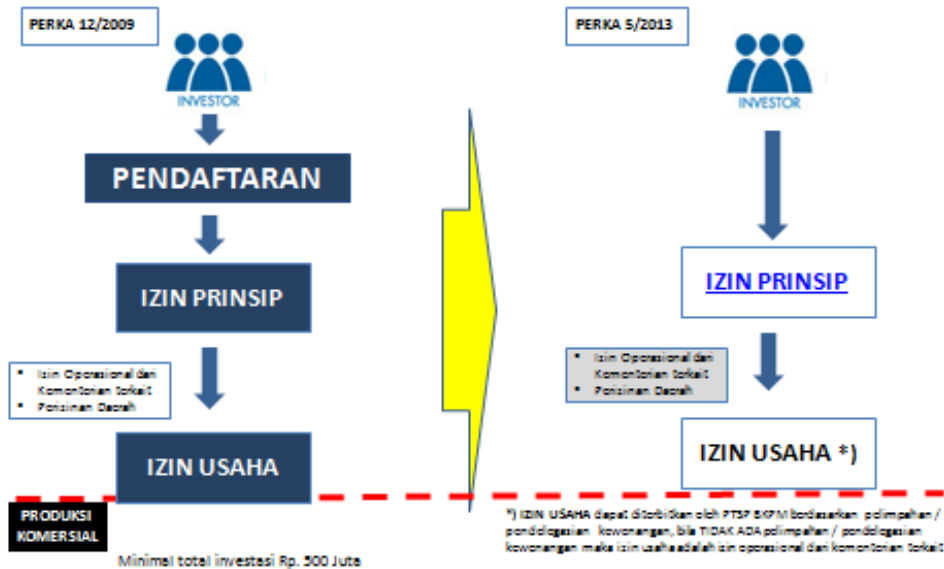 PERKA 12/2009
INVESTOR
PENDAFTARAN
IZIN PRINSIP
Izin Operasional dari
Kementerian terkait
Perizinan Daerah
IZIN USAHA
PRODUKSI
KOMERSIAL
Minimal total investasi Rp. 500 Juta
PERKA 5/2013
INVESTOR
IZIN PRINSIP
Izin Operasional dari
Kementerian terkait
Perizinan Daerah
IZIN USAHA *)
*) IZIN USAHA dapat diterbitkan oleh PTSP BKPM berdasarkan pelimpahan /
pendelegasian kewenangan, bila TIDAK ADA pelimpahan / pendelegasian
kewenangan maka izin usaha adalah izin operasional dari kementerian terkait